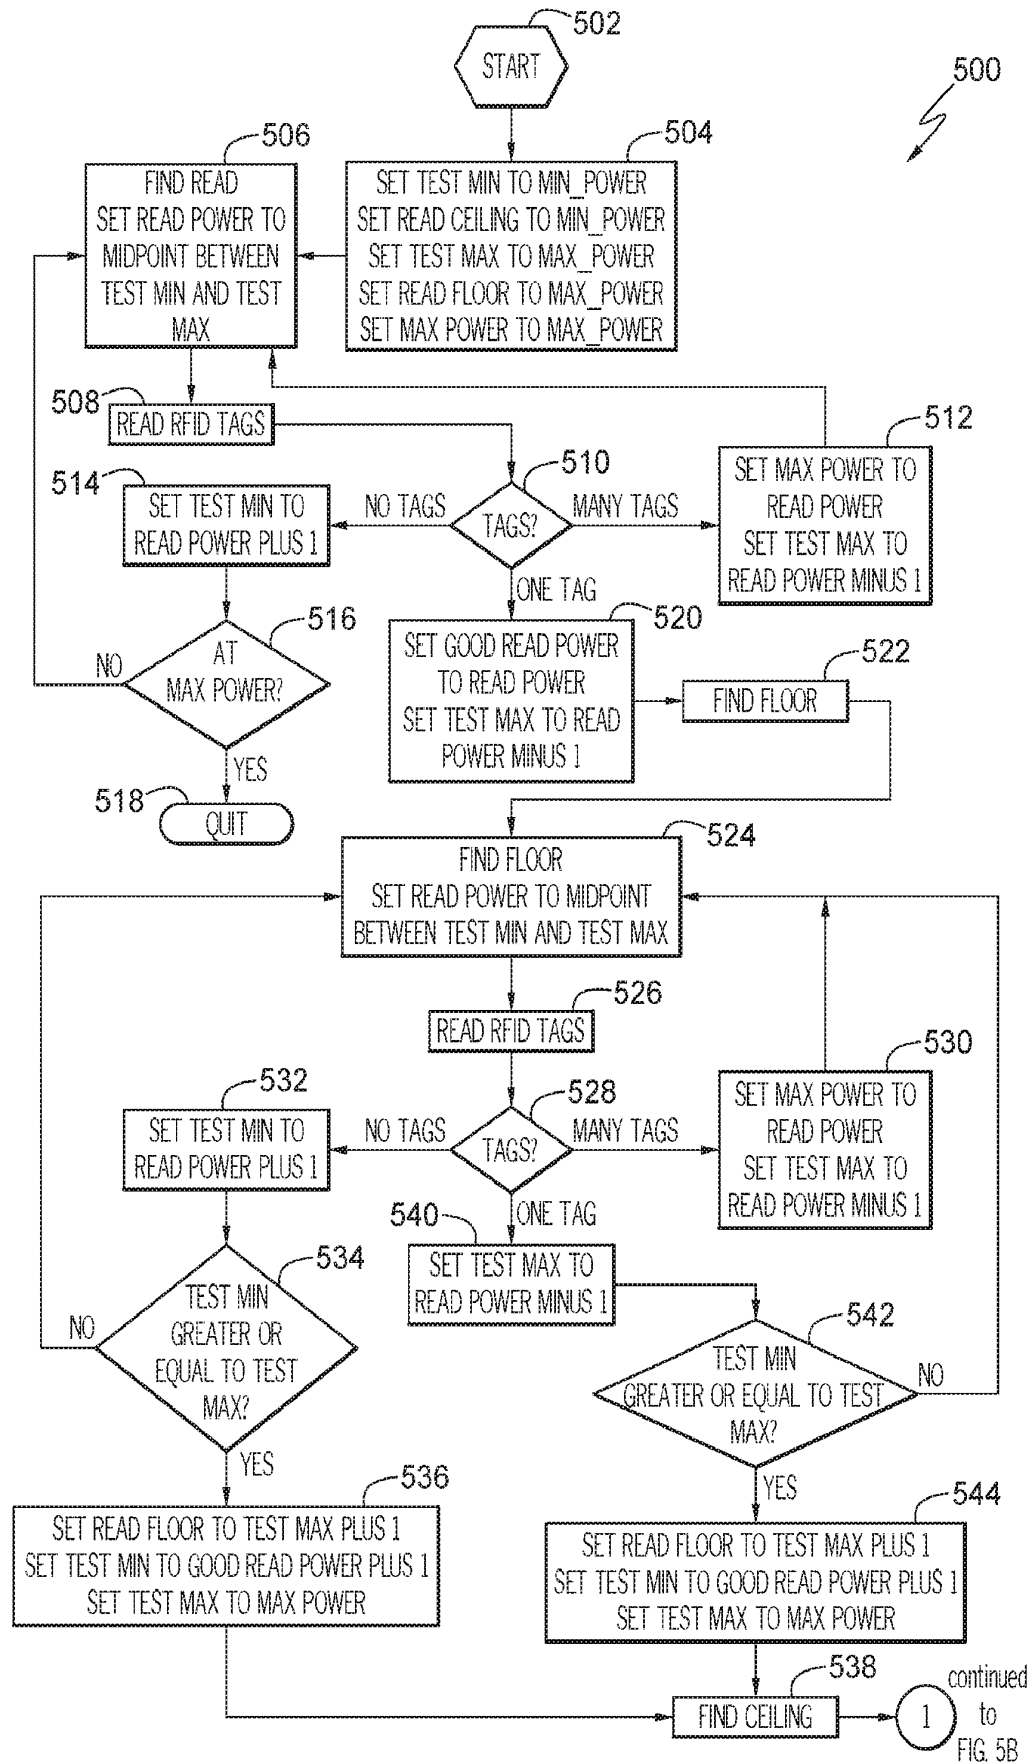 502
START
500
506
FIND READ
SET READ POWER TO
MIDPOINT BETWEEN
TEST MIN AND TEST
MAX
504
SET TEST MIN TO MIN_POWER
SET READ CEILING TO MIN_POWER
SET TEST MAX TO MAX_POWER
SET READ FLOOR TO MAX_POWER
SET MAX POWER TO MAX_POWER
508
READ RFID TAGS
510
TAGS?
NO TAGS
MANY TAGS
ONE TAG
512
SET MAX POWER TO
READ POWER
SET TEST MAX TO
READ POWER MINUS 1
514
SET TEST MIN TO
READ POWER PLUS 1
516
AT
MAX POWER?
NO
YES
518
QUIT
520
SET GOOD READ POWER
TO READ POWER
SET TEST MAX TO READ
POWER MINUS 1
522
FIND FLOOR
524
FIND FLOOR
SET READ POWER TO MIDPOINT
BETWEEN TEST MIN AND TEST MAX
526
READ RFID TAGS
528
TAGS?
NO TAGS
MANY TAGS
ONE TAG
530
SET MAX POWER TO
READ POWER
SET TEST MAX TO
READ POWER MINUS 1
532
SET TEST MIN TO
READ POWER PLUS 1
534
TEST MIN
GREATER OR
EQUAL TO TEST
MAX?
NO
YES
540
SET TEST MAX TO
READ POWER MINUS 1
542
TEST MIN
GREATER OR EQUAL TO TEST
MAX?
NO
YES
536
SET READ FLOOR TO TEST MAX PLUS 1
SET TEST MIN TO GOOD READ POWER PLUS 1
SET TEST MAX TO MAX POWER
544
SET READ FLOOR TO TEST MAX PLUS 1
SET TEST MIN TO GOOD READ POWER PLUS 1
SET TEST MAX TO MAX POWER
538
FIND CEILING
1
continued
to
FIG. 5B